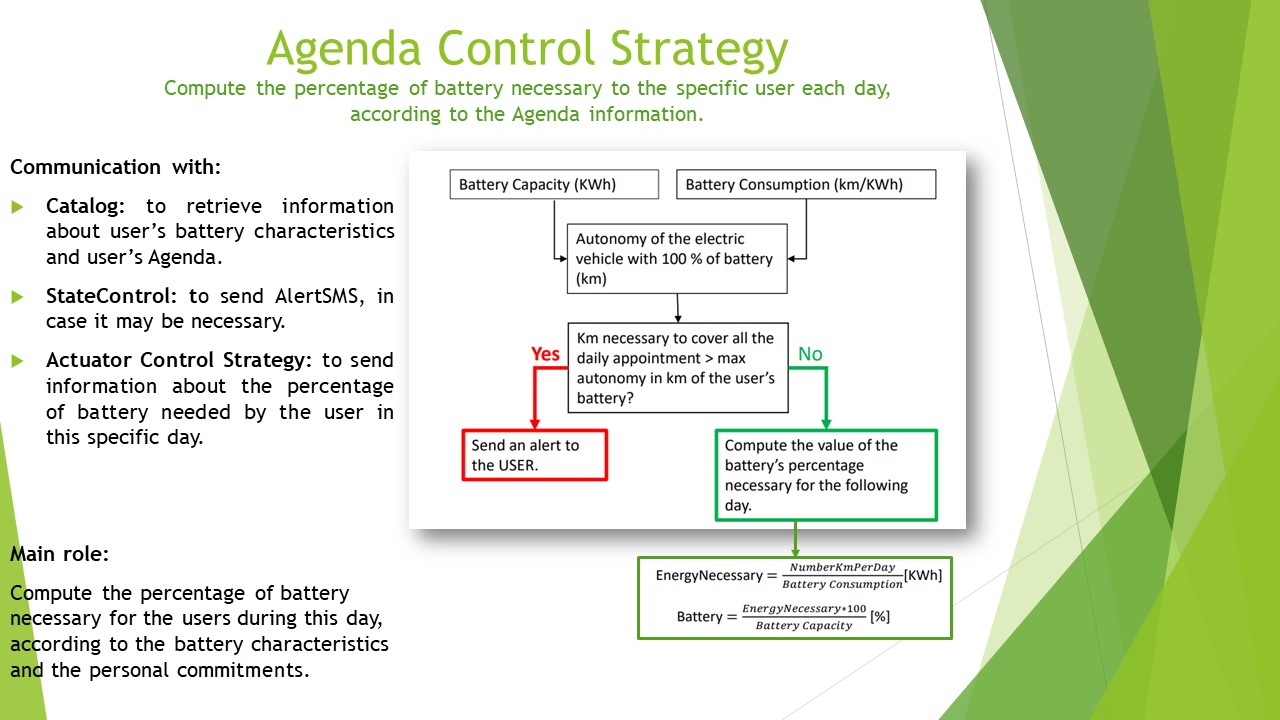 Agenda Control Strategy
Compute the percentage of battery necessary to the specific user each day,
according to the Agenda information.
Communication with:
Catalog: to retrieve information
about user’s battery characteristics
and user’s Agenda.
StateControl: to send AlertSMS, in
case it may be necessary.
Actuator Control Strategy: to send
information about the percentage
of battery needed by the user in
this specific day.
Main role:
Compute the percentage of battery
necessary for the users during this day,
according to the battery characteristics
and the personal commitments.
Battery Capacity (KWh)
Battery Consumption (km/KWh)
Autonomy of the electric
vehicle with 100 % of battery
(km)
Km necessary to cover all the
daily appointment > max
autonomy in km of the user’s
battery?
Yes
No
Send an alert to
the USER.
Compute the value of the
battery’s percentage
necessary for the following
day.
EnergyNecessary = NumberKmPerDay / Battery Consumption [KWh]
Battery = EnergyNecessary*100 / Battery Capacity [%]